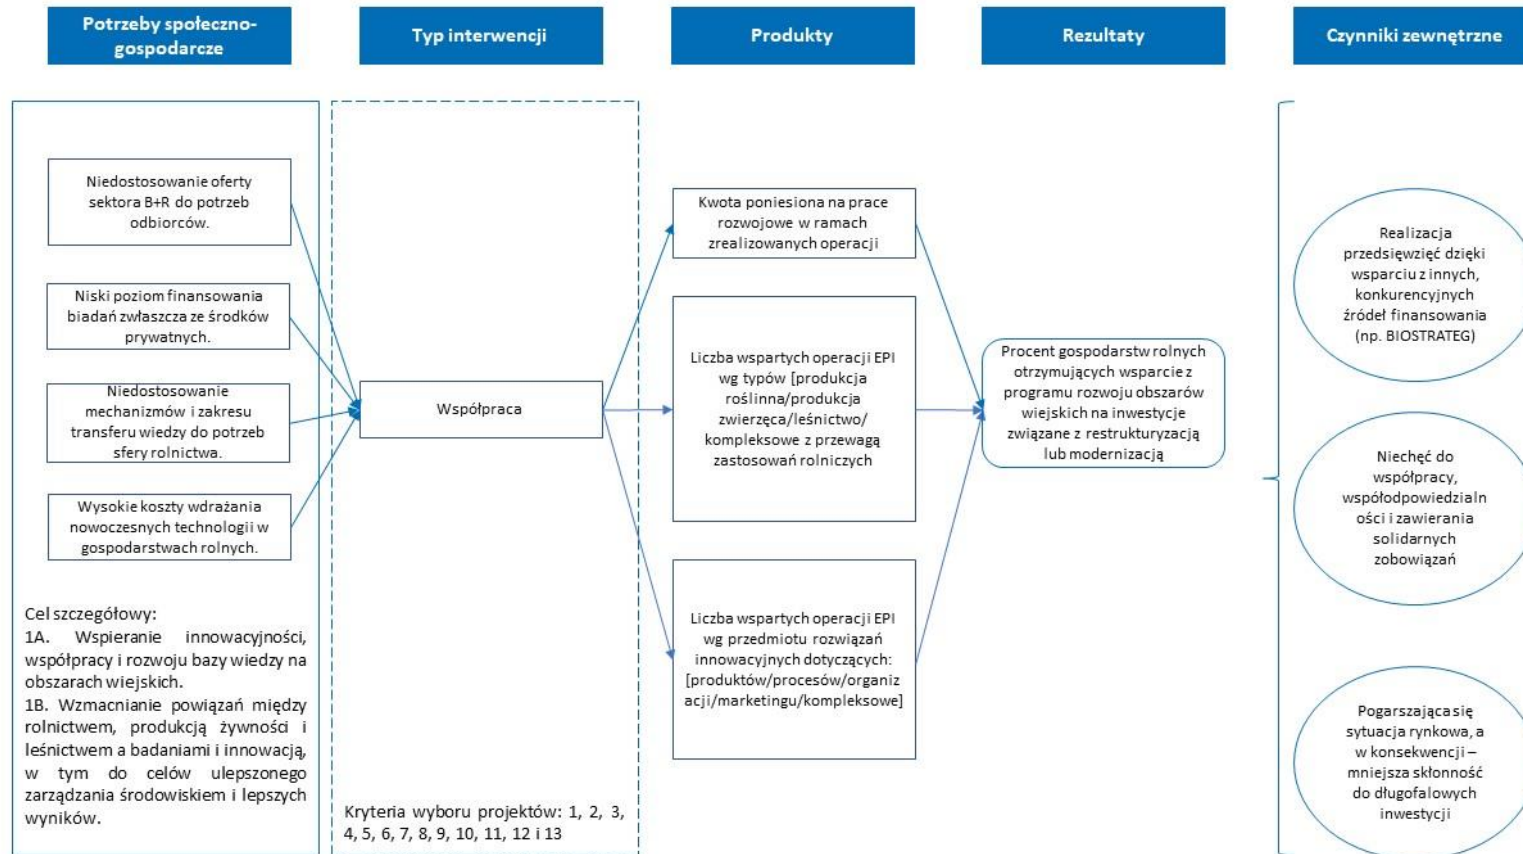 Potrzeby społeczno-
gospodarcze
Typ interwencji
Produkty
Rezultaty
Czynniki zewnętrzne
Niedostosowanie oferty
sektora B+R do potrzeb
odbiorców.
Niski poziom finansowania
biadań zwłaszcza ze środków
prywatnych.
Niedostosowanie
mechanizmów i zakresu
transferu wiedzy do potrzeb
sfery rolnictwa.
Wysokie koszty wdrażania
nowoczesnych technologii w
gospodarstwach rolnych.
Cel szczegółowy:
1A. Wspieranie innowacyjności,
współpracy i rozwoju bazy wiedzy na
obszarach wiejskich.
1B. Wzmacnianie powiązań między
rolnictwem, produkcją żywności i
leśnictwem a badaniami i innowacją,
w tym do celów ulepszonego
zarządzania środowiskiem i lepszych
wyników.
Współpraca
Kryteria wyboru projektów: 1, 2, 3,
4, 5, 6, 7, 8, 9, 10, 11, 12 i 13
Kwota poniesiona na prace
rozwojowe w ramach
zrealizowanych operacji
Liczba wspartych operacji EPI
wg typów [produkcja
roślinna/produkcja
zwierzęca/leśnictwo/
kompleksowe z przewagą
zastosowań rolniczych
Liczba wspartych operacji EPI
wg przedmiotu rozwiązań
innowacyjnych dotyczących:
[produktów/procesów/organiz
acji/marketingu/kompleksowe]
Procent gospodarstw rolnych
otrzymujących wsparcie z
programu rozwoju obszarów
wiejskich na inwestycje
związane z restrukturyzacją
lub modernizacją
Realizacja
przedsięwzięć dzięki
wsparciu z innych,
konkurencyjnych
źródeł finansowania
(np. BIOSTRATEG)
Niechęć do
współpracy,
współodpowiedzialn
ości i zawierania
solidarnych
zobowiązań
Pogarszająca się
sytuacja rynkowa, a
w konsekwencji –
mniejsza skłonność
do długofalowych
inwestycji